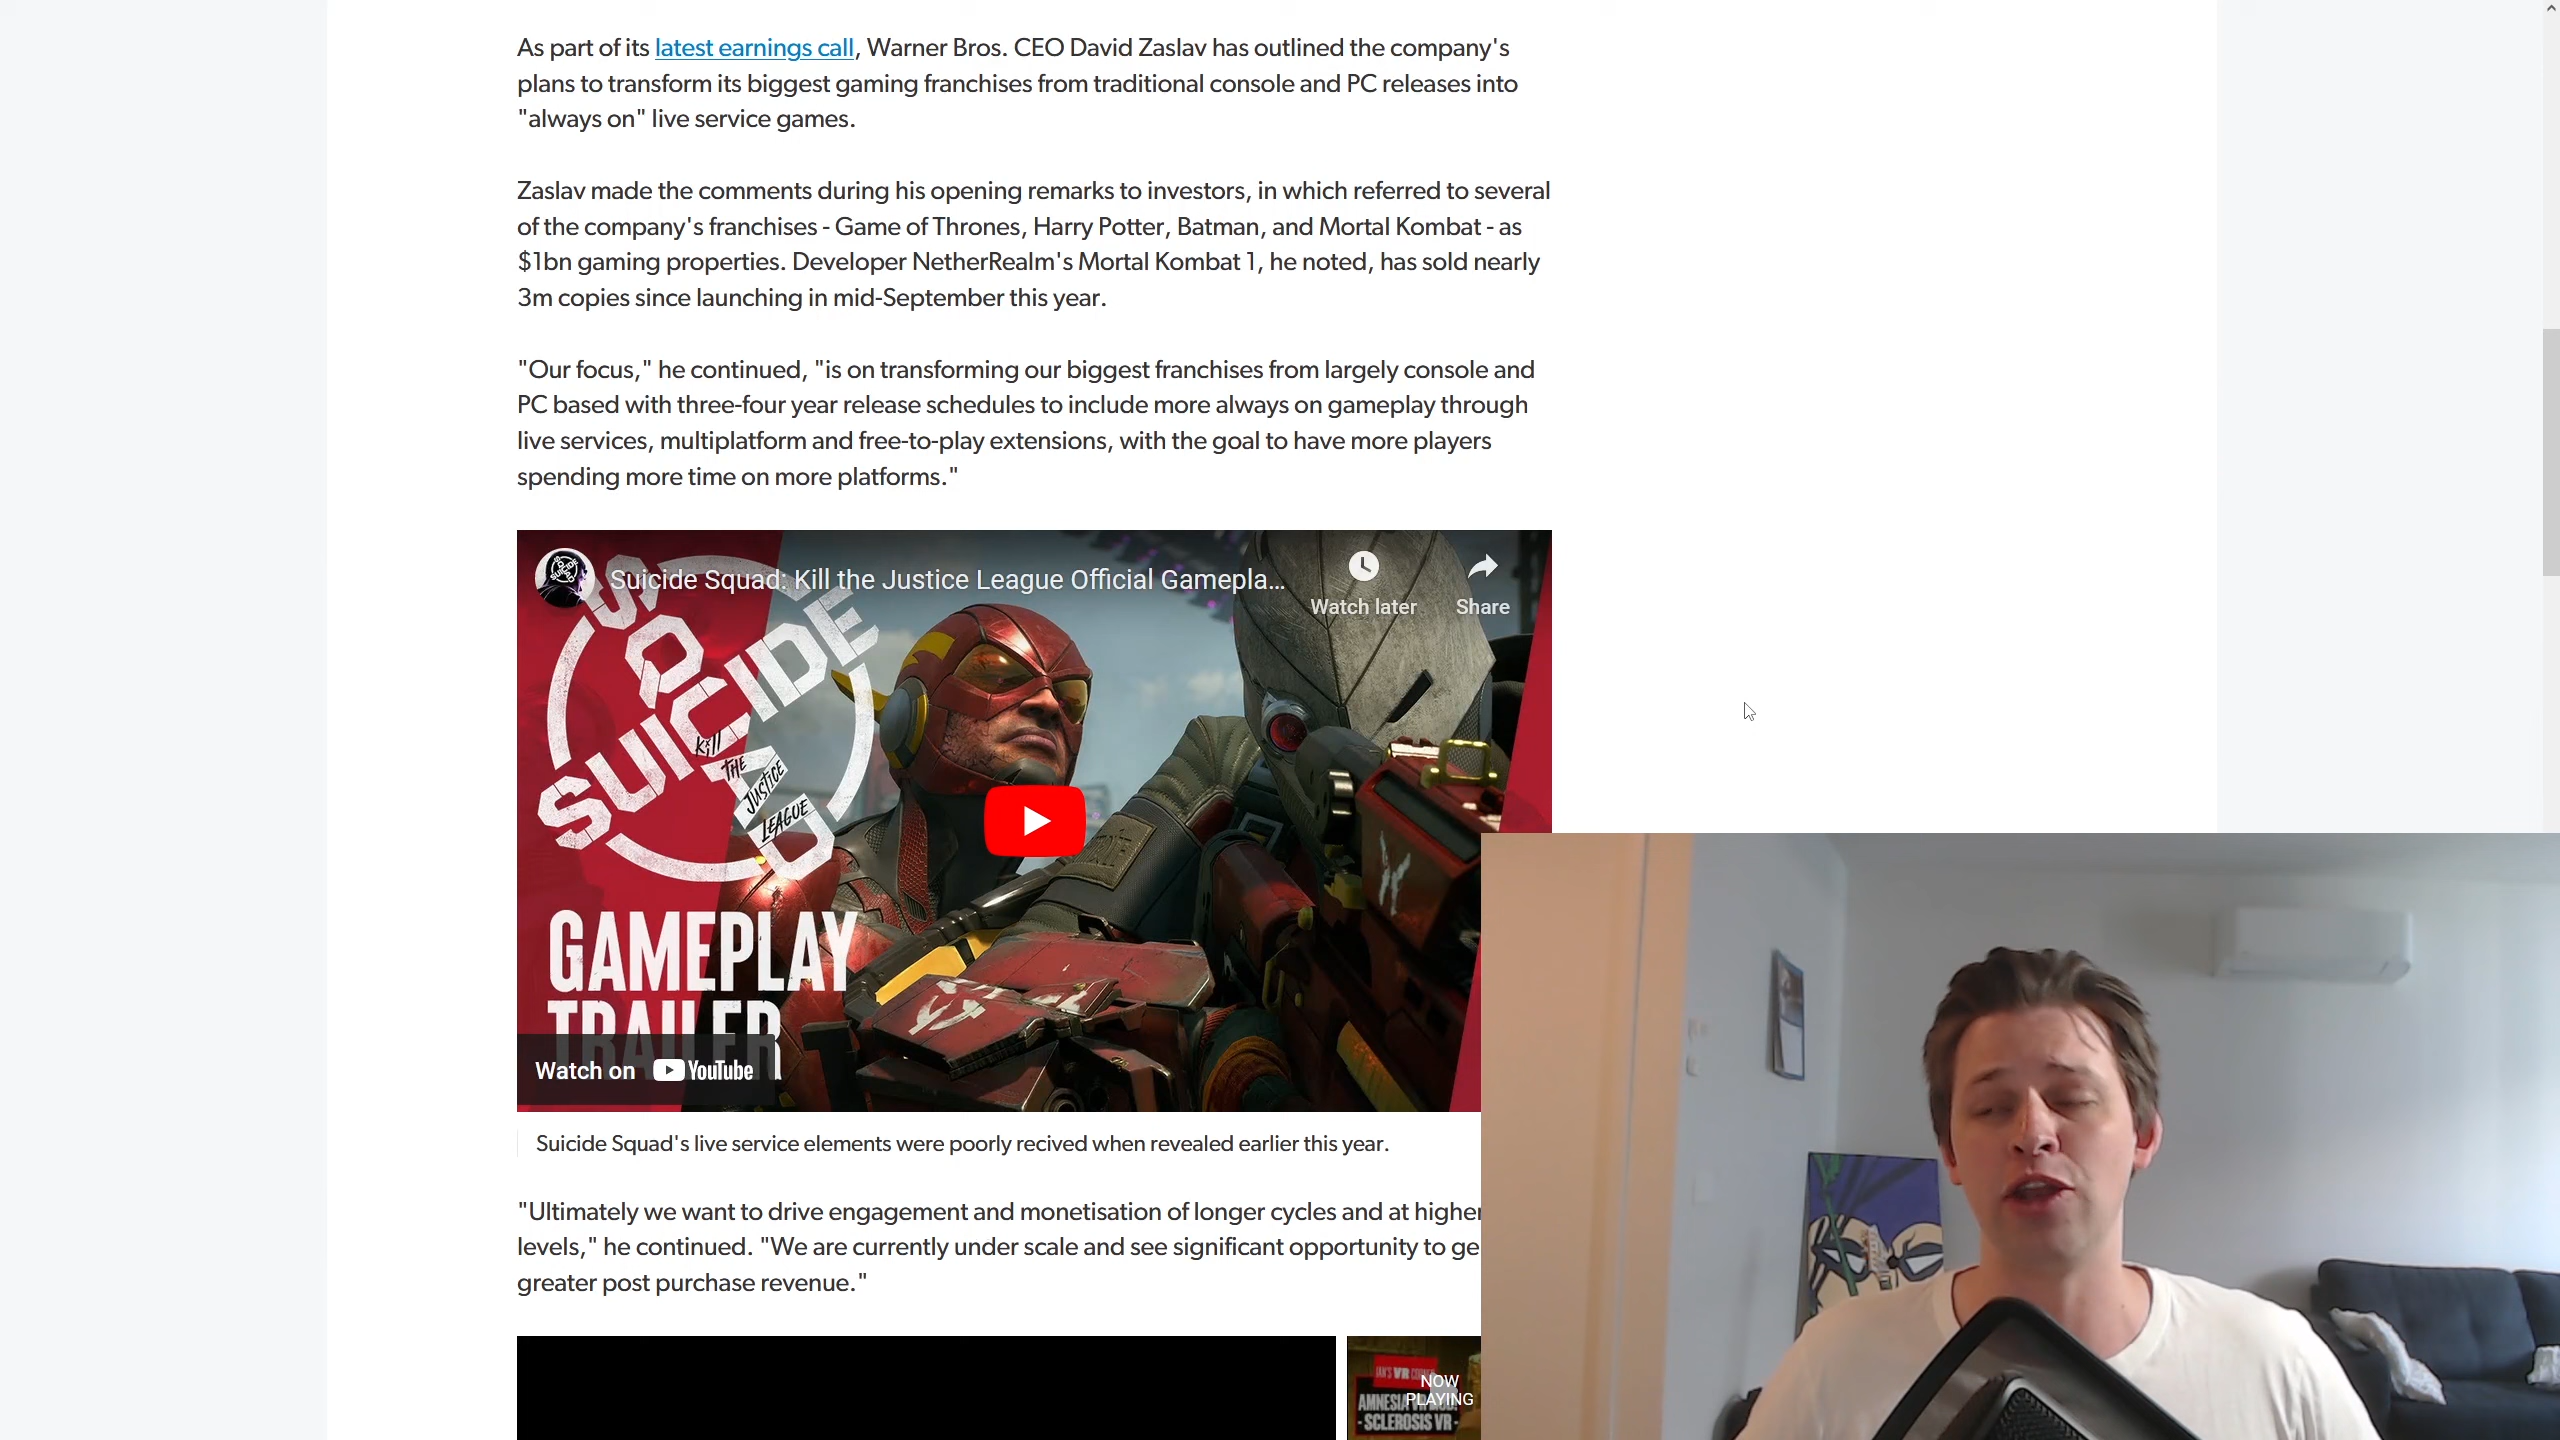 As part of its latest earnings call, Warner Bros. CEO David Zaslav has outlined the company's
plans to transform its biggest gaming franchises from traditional console and PC releases into
"always on" live service games.
Zaslav made the comments during his opening remarks to investors, in which referred to several
of the company's franchises - Game of Thrones, Harry Potter, Batman, and Mortal Kombat - as
$1bn gaming properties. Developer NetherRealm's Mortal Kombat 1, he noted, has sold nearly
3m copies since launching in mid-September this year.
"Our focus," he continued, "is on transforming our biggest franchises from largely console and
PC based with three-four year release schedules to include more always on gameplay through
live services, multiplatform and free-to-play extensions, with the goal to have more players
spending more time on more platforms."
Suicide Squad: Kill the Justice League Official Gamepla...
Watch later
Share
SUICIDE
Kill
THE
JUSTICE
LEAGUE
GAMEPLAY
TRAILER
Watch on YouTube
Suicide Squad's live service elements were poorly recived when revealed earlier this year.
"Ultimately we want to drive engagement and monetisation of longer cycles and at higher
levels," he continued. "We are currently under scale and see significant opportunity to ge
greater post purchase revenue."
IAN'S VR CORNER
NOW
PLAYING
AMNESIA
-SCLEROSIS VR-